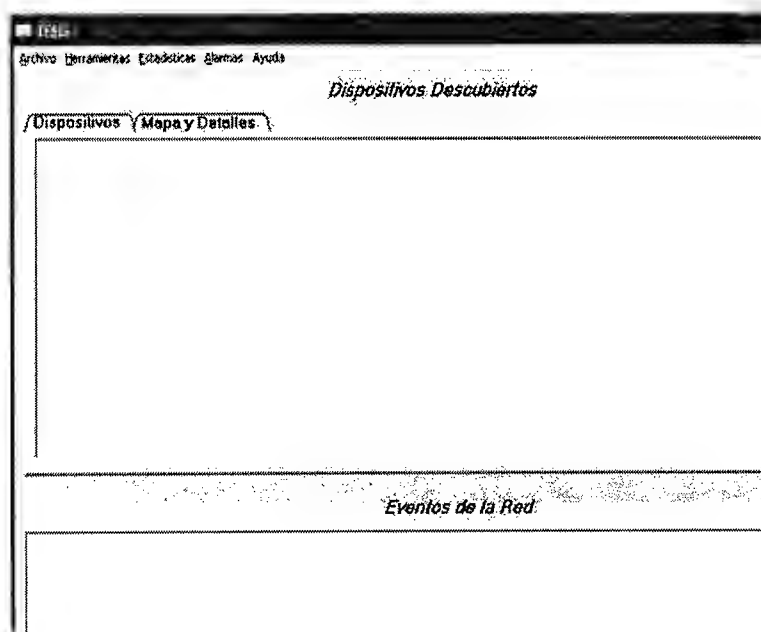 Archivo Herramientas Estadísticas Alarmas Ayuda
Dispositivos Descubiertos
Dispositivos Mapa y Detalles
Eventos de la Red